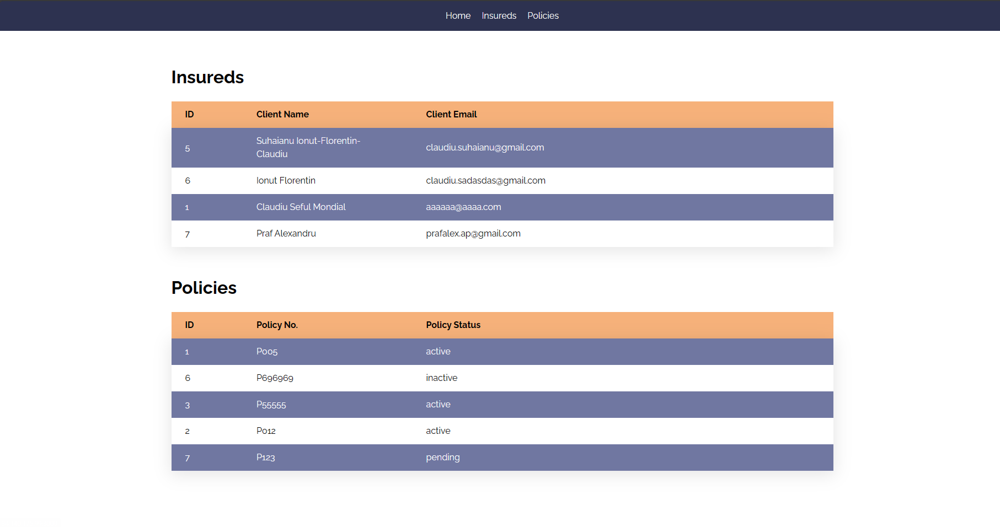 Home Insureds Policies
Insureds
ID Client Name Client Email
5 Suhaianu Ionut-Florentin-
Claudiu claudiu.suhaianu@gmail.com
6 Ionut Florentin claudiu.sadasdas@gmail.com
1 Claudiu Seful Mondial aaaaaa@aaaa.com
7 Praf Alexandru prafalex.ap@gmail.com
Policies
ID Policy No. Policy Status
1 P005 active
6 P696969 inactive
3 P55555 active
2 P012 active
7 P123 pending